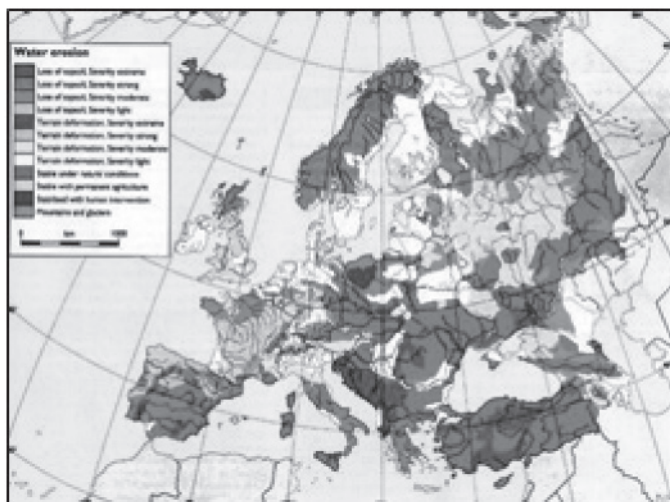 Water erosion
Loss of topsoil, Severity extreme
Loss of topsoil, Severity strong
Loss of topsoil, Severity moderate
Loss of topsoil, Severity light
Terrain deformation, Severity extreme
Terrain deformation, Severity strong
Terrain deformation, Severity moderate
Terrain deformation, Severity light
Stable under natural conditions
Stable with permanent agriculture
Stabilised with human intervention
Mountains and glaciers
0 km 1000